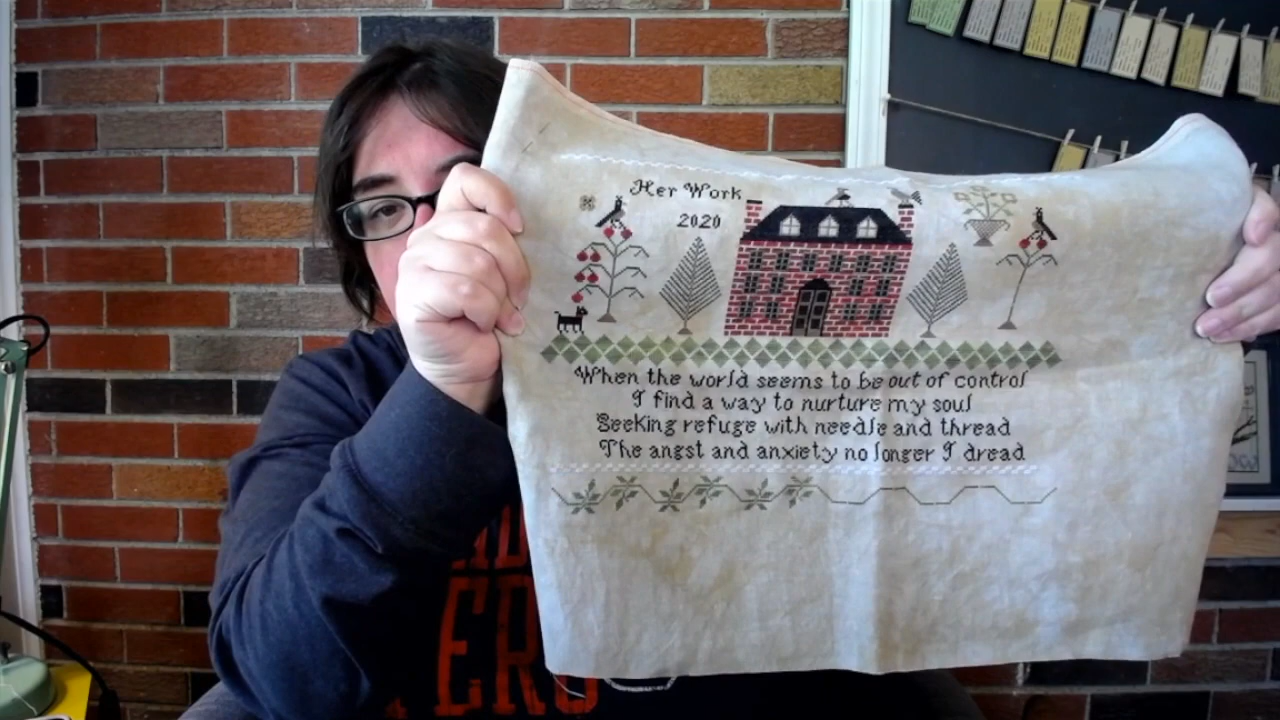 Her Work
2020
When the world seems to be out of control
I find a way to nurture my soul
Seeking refuge with needle and thread
The angst and anxiety no longer I dread